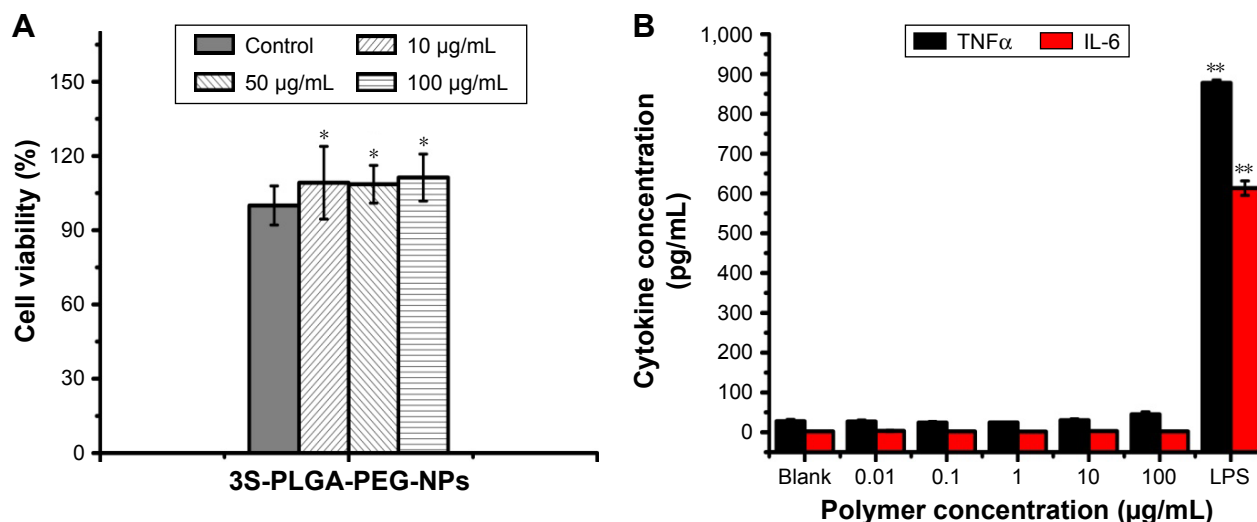 A
Control
10 µg/mL
50 µg/mL
100 µg/mL
Cell viability (%)
150
120
90
60
30
0
*
*
*
3S-PLGA-PEG-NPs
B
TNFα
IL-6
Cytokine concentration
(pg/mL)
1,000
900
800
700
600
500
400
300
200
100
0
**
**
Blank
0.01
0.1
1
10
100
LPS
Polymer concentration (µg/mL)